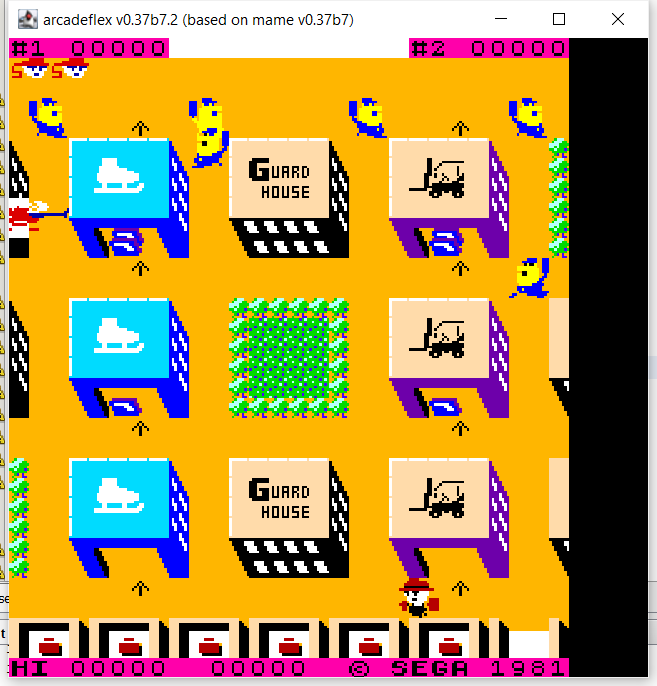 arcadeflex v0.37b7.2 (based on mame v0.37b7)
#1 00000 #2 00000
GUARD
HOUSE
GUARD
HOUSE
HI 00000 00000 © SEGA 1981